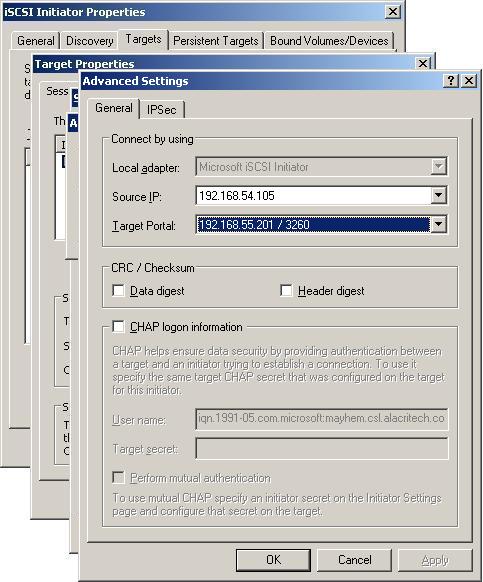 iSCSI Initiator Properties
General Discovery Targets Persistent Targets Bound Volumes/Devices
Target Properties
Advanced Settings
General IPSec
Connect by using
Local adapter: Microsoft iSCSI Initiator
Source IP: 192.168.54.105
Target Portal: 192.168.55.201 / 3260
CRC / Checksum
Data digest Header digest
CHAP logon information
CHAP helps ensure data security by providing authentication between
a target and an initiator trying to establish a connection. To use it
specify the same target CHAP secret that was configured on the target
for this initiator.
User name: iqn.1991-05.com.microsoft:mayhem.csl.alacritech.co
Target secret:
Perform mutual authentication
To use mutual CHAP specify an initiator secret on the Initiator Settings
page and configure that secret on the target.
OK Cancel Apply